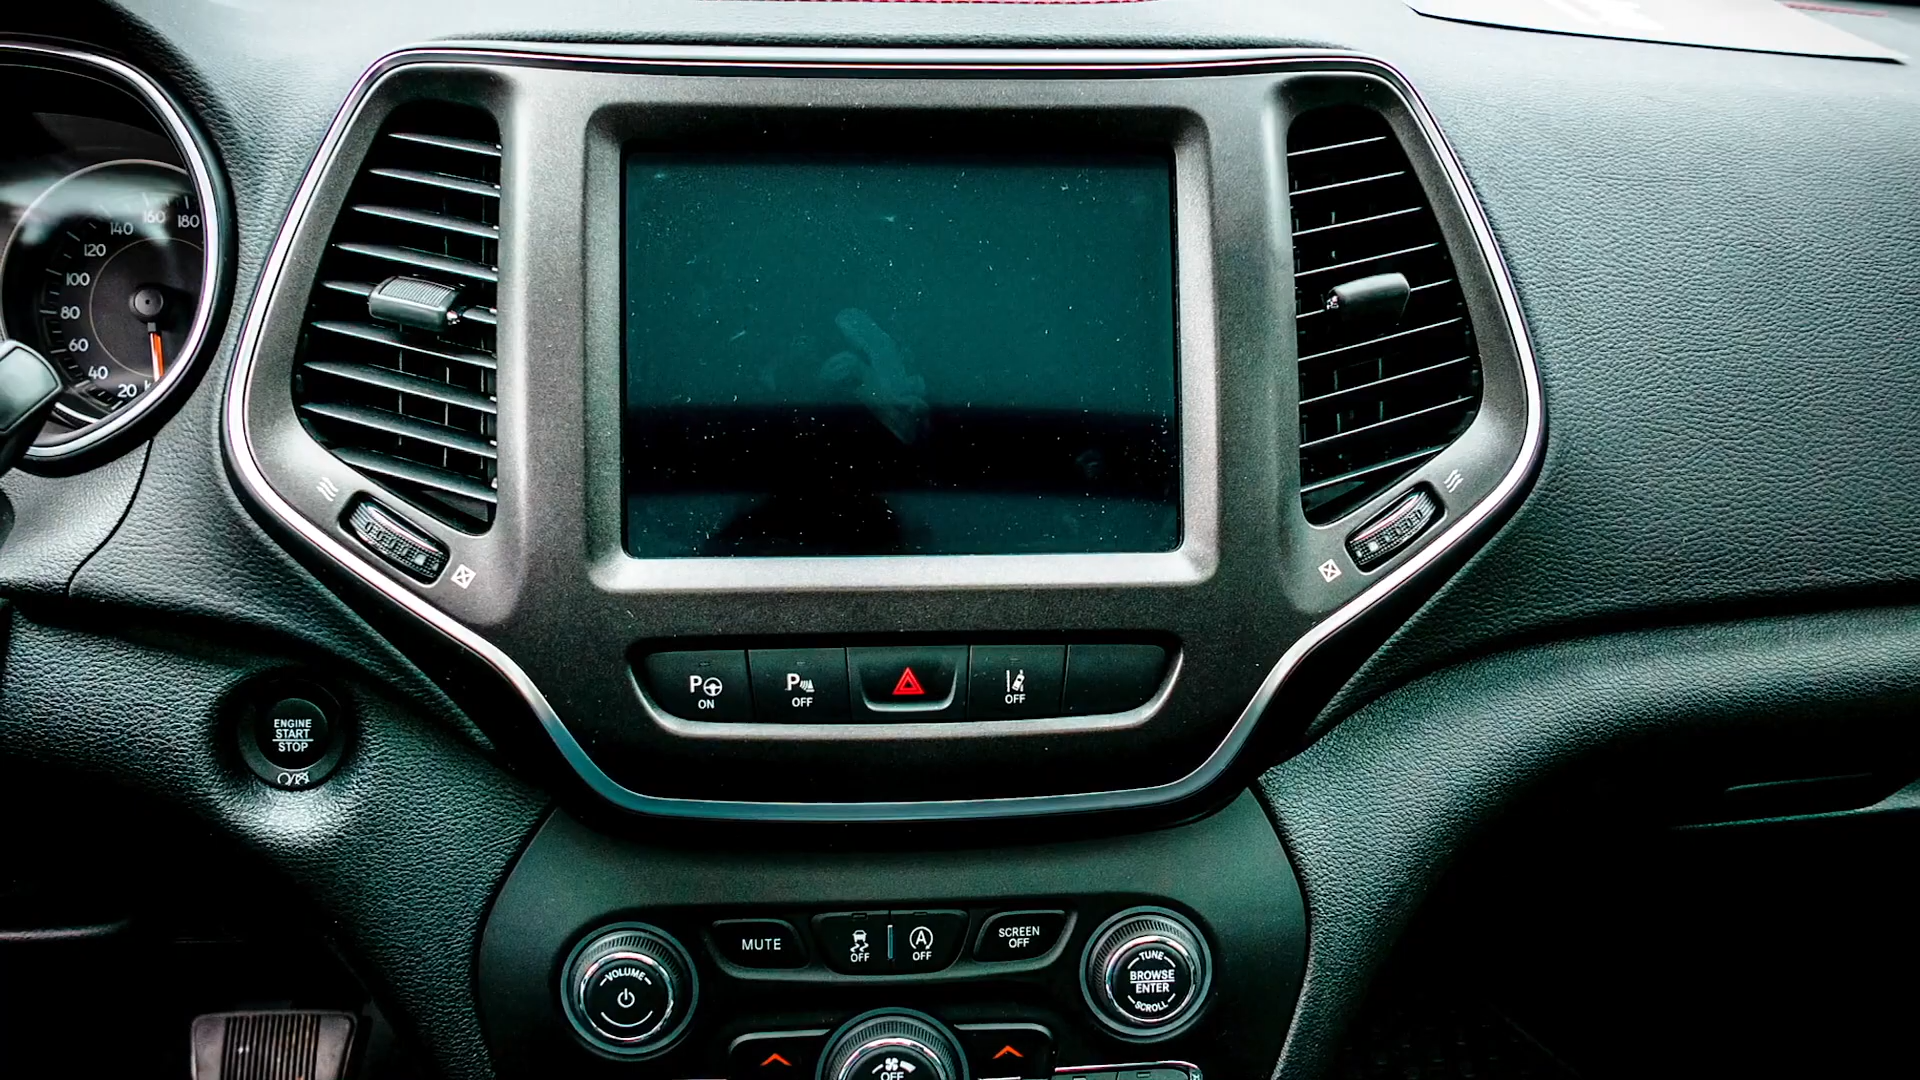 180
160
140
120
100
80
60
40
20
P
ON
P
OFF
OFF
ENGINE
START
STOP
MUTE
OFF
A
OFF
SCREEN
OFF
VOLUME
TUNE
BROWSE
ENTER
SCROLL
OFF